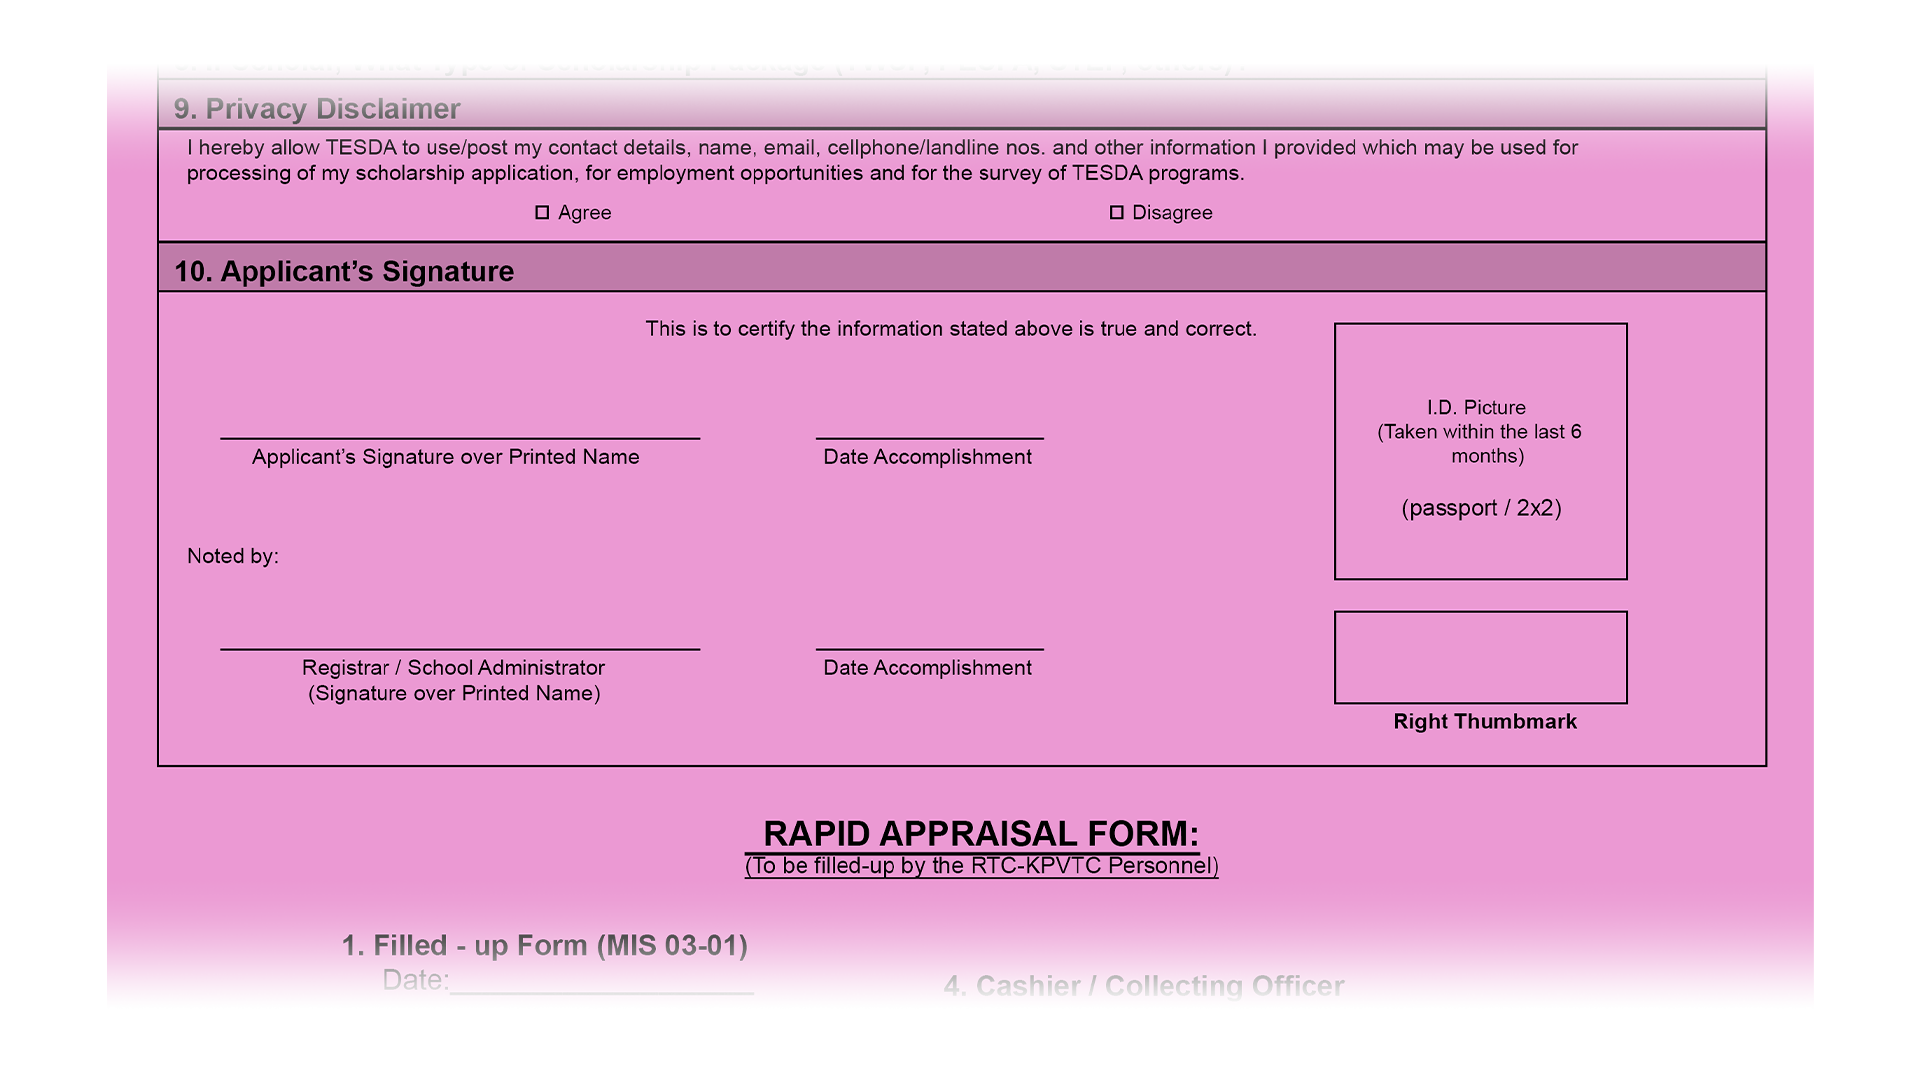 9. Privacy Disclaimer
I hereby allow TESDA to use/post my contact details, name, email, cellphone/landline nos. and other information I provided which may be used for
processing of my scholarship application, for employment opportunities and for the survey of TESDA programs.
☐ Agree ☐ Disagree
10. Applicant’s Signature
This is to certify the information stated above is true and correct.
Applicant’s Signature over Printed Name
Date Accomplishment
I.D. Picture
(Taken within the last 6
months)
(passport / 2x2)
Noted by:
Registrar / School Administrator
(Signature over Printed Name)
Date Accomplishment
Right Thumbmark
RAPID APPRAISAL FORM:
(To be filled-up by the RTC-KPVTC Personnel)
1. Filled - up Form (MIS 03-01)
Date:____________________
4. Cashier / Collecting Officer